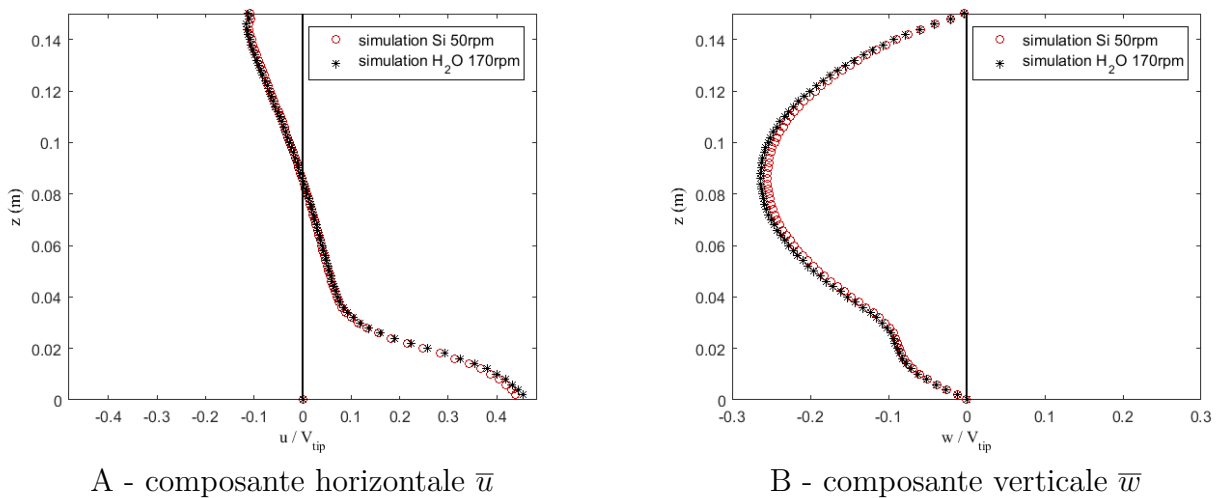 0.14
0.12
0.1
0.08
0.06
0.04
0.02
0
z (m)
simulation Si 50rpm
simulation H₂O 170rpm
-0.4 -0.3 -0.2 -0.1 0 0.1 0.2 0.3 0.4
u / V_tip
A - composante horizontale u̅
0.14
0.12
0.1
0.08
0.06
0.04
0.02
0
z (m)
simulation Si 50rpm
simulation H₂O 170rpm
-0.3 -0.2 -0.1 0 0.1 0.2 0.3
w / V_tip
B - composante verticale w̅